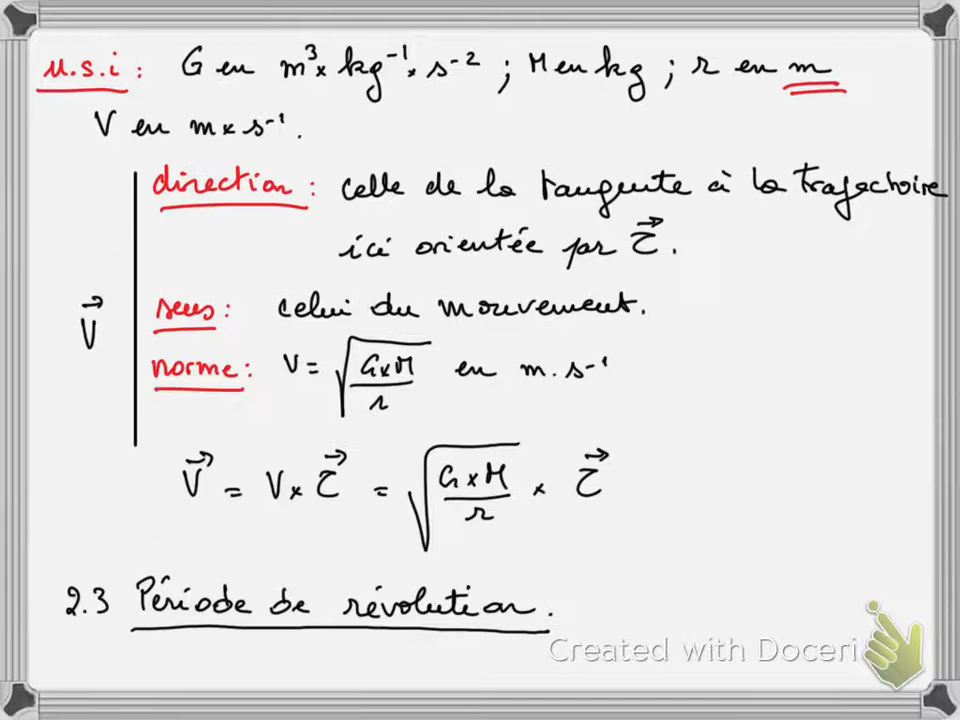 u.s.i : G en m³ × kg⁻¹ × s⁻² ; M en kg ; r en m
V en m × s⁻¹.
direction : celle de la tangente à la trajectoire
ici orientée par τ⃗.
V⃗ sens : celui du mouvement.
norme : V = √(G×M / r) en m.s⁻¹
V⃗ = V × τ⃗ = √(G×M / r) × τ⃗
2.3 Période de révolution.
Created with Doceri